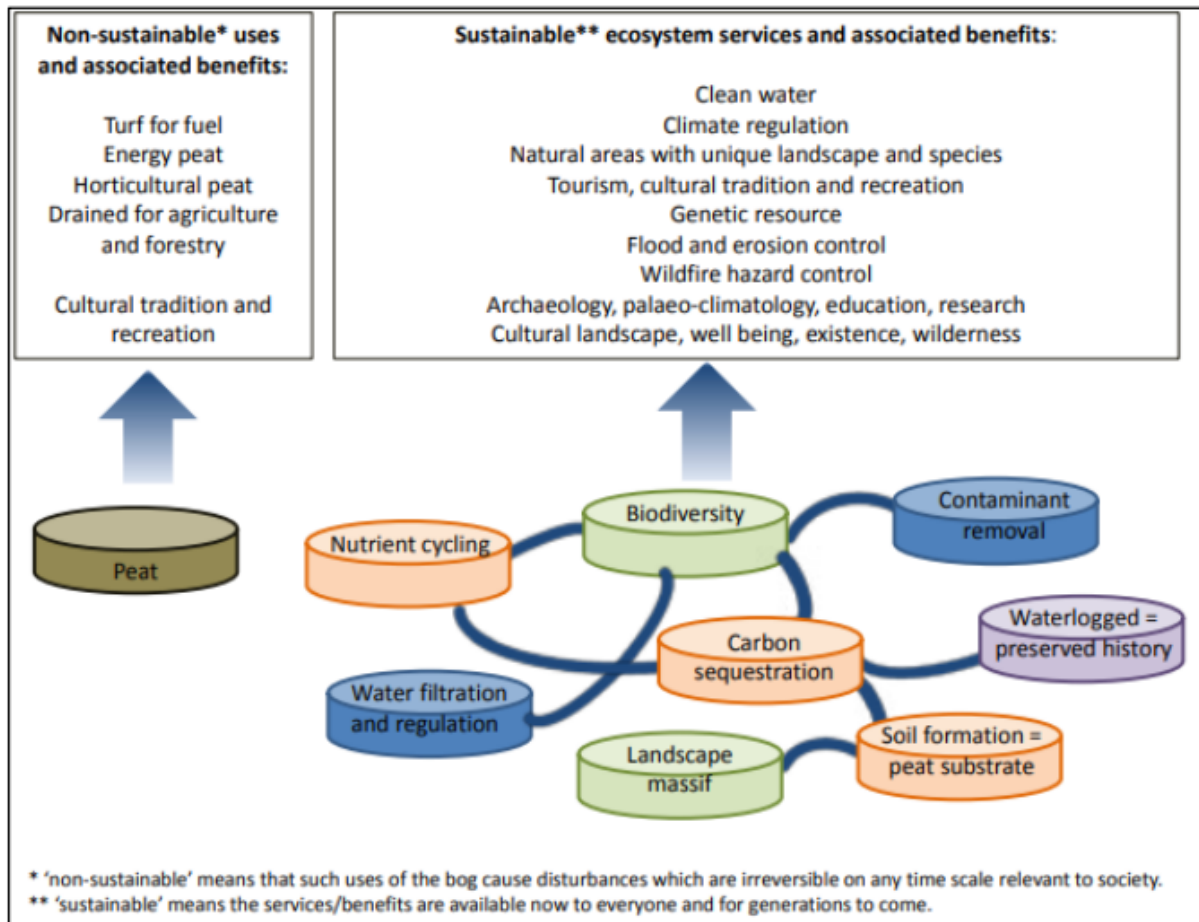 Non-sustainable* uses
and associated benefits:
Turf for fuel
Energy peat
Horticultural peat
Drained for agriculture
and forestry
Cultural tradition and
recreation
Sustainable** ecosystem services and associated benefits:
Clean water
Climate regulation
Natural areas with unique landscape and species
Tourism, cultural tradition and recreation
Genetic resource
Flood and erosion control
Wildfire hazard control
Archaeology, palaeo-climatology, education, research
Cultural landscape, well being, existence, wilderness
Peat
Nutrient cycling
Biodiversity
Contaminant
removal
Carbon
sequestration
Waterlogged =
preserved history
Water filtration
and regulation
Landscape
massif
Soil formation =
peat substrate
* ‘non-sustainable’ means that such uses of the bog cause disturbances which are irreversible on any time scale relevant to society.
** ‘sustainable’ means the services/benefits are available now to everyone and for generations to come.